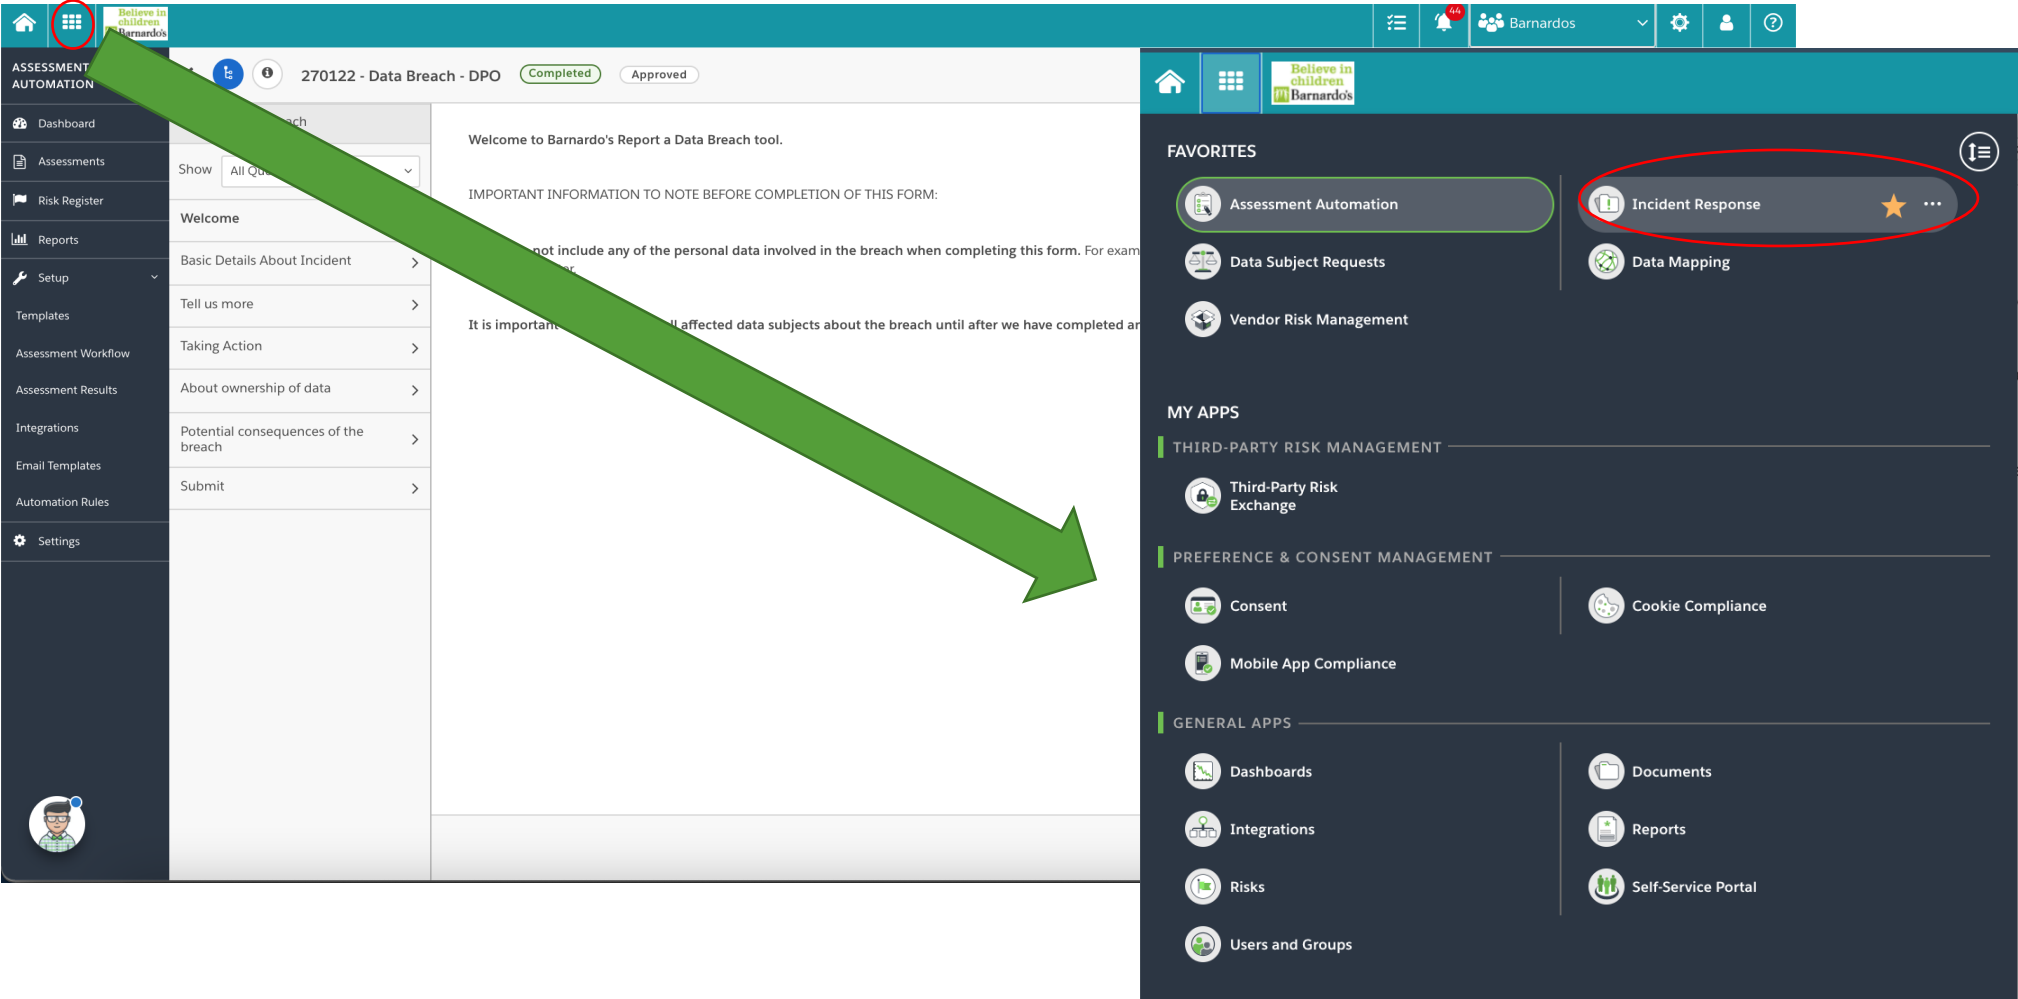 Believe in
children
Barnardo's
44
Barnardos
ASSESSMENT
AUTOMATION
Dashboard
Assessments
Risk Register
Reports
Setup
Templates
Assessment Workflow
Assessment Results
Integrations
Email Templates
Automation Rules
Settings
270122 - Data Breach - DPO
Completed
Approved
Show
All
Welcome
Basic Details About Incident
Tell us more
Taking Action
About ownership of data
Potential consequences of the
breach
Submit
Welcome to Barnardo's Report a Data Breach tool.
IMPORTANT INFORMATION TO NOTE BEFORE COMPLETION OF THIS FORM:
not include any of the personal data involved in the breach when completing this form. For exam
It is important
affected data subjects about the breach until after we have completed
Believe in
children
Barnardo's
FAVORITES
Assessment Automation
Incident Response
Data Subject Requests
Data Mapping
Vendor Risk Management
MY APPS
THIRD-PARTY RISK MANAGEMENT
Third-Party Risk
Exchange
PREFERENCE & CONSENT MANAGEMENT
Consent
Cookie Compliance
Mobile App Compliance
GENERAL APPS
Dashboards
Documents
Integrations
Reports
Risks
Self-Service Portal
Users and Groups